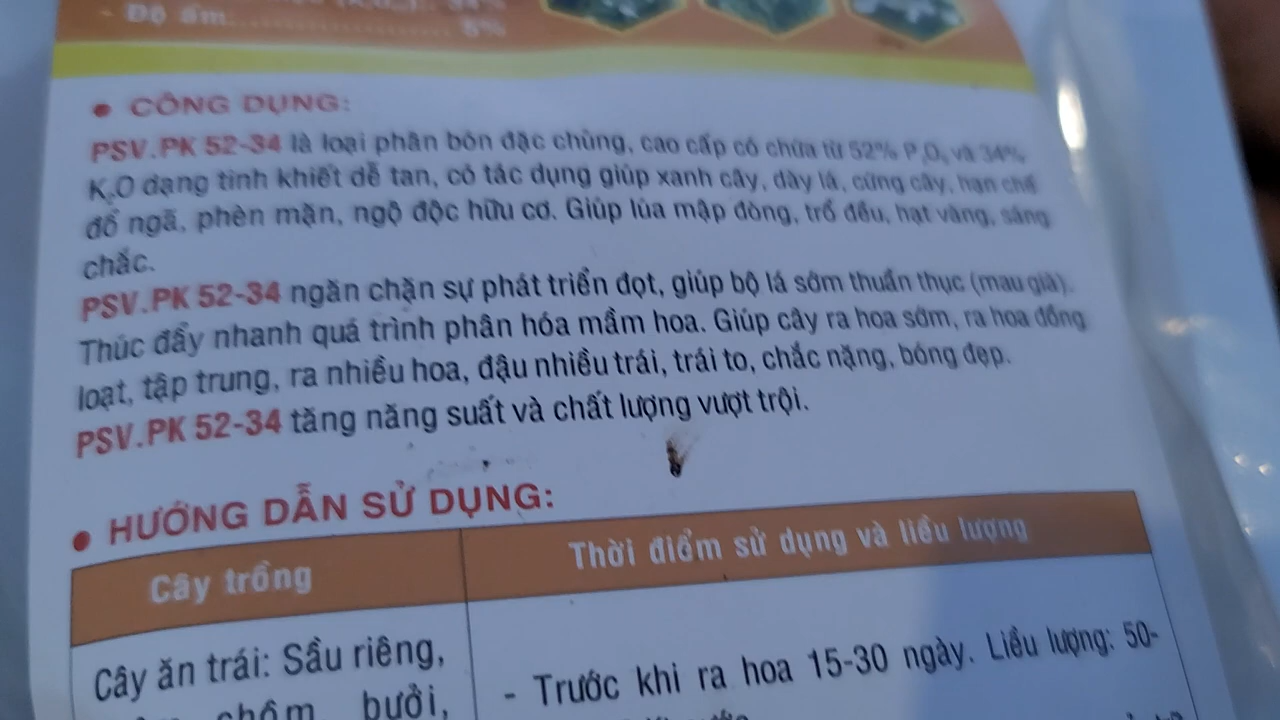 - Độ ẩm........................ 5%
• CÔNG DỤNG:
PSV.PK 52-34 là loại phân bón đặc chủng, cao cấp có chứa từ 52% P₂O₅ và 34%
K₂O dạng tinh khiết dễ tan, có tác dụng giúp xanh cây, dày lá, cứng cây, hạn chế
đổ ngã, phèn mặn, ngộ độc hữu cơ. Giúp lúa mập đòng, trổ đều, hạt vàng, sáng
chắc.
PSV.PK 52-34 ngăn chặn sự phát triển đọt, giúp bộ lá sớm thuần thục (mau già).
Thúc đẩy nhanh quá trình phân hóa mầm hoa. Giúp cây ra hoa sớm, ra hoa đồng
loạt, tập trung, ra nhiều hoa, đậu nhiều trái, trái to, chắc nặng, bóng đẹp.
PSV.PK 52-34 tăng năng suất và chất lượng vượt trội.
• HƯỚNG DẪN SỬ DỤNG:
Cây trồng
Thời điểm sử dụng và liều lượng
Cây ăn trái: Sầu riêng,
chôm bưởi,
- Trước khi ra hoa 15-30 ngày. Liều lượng: 50-